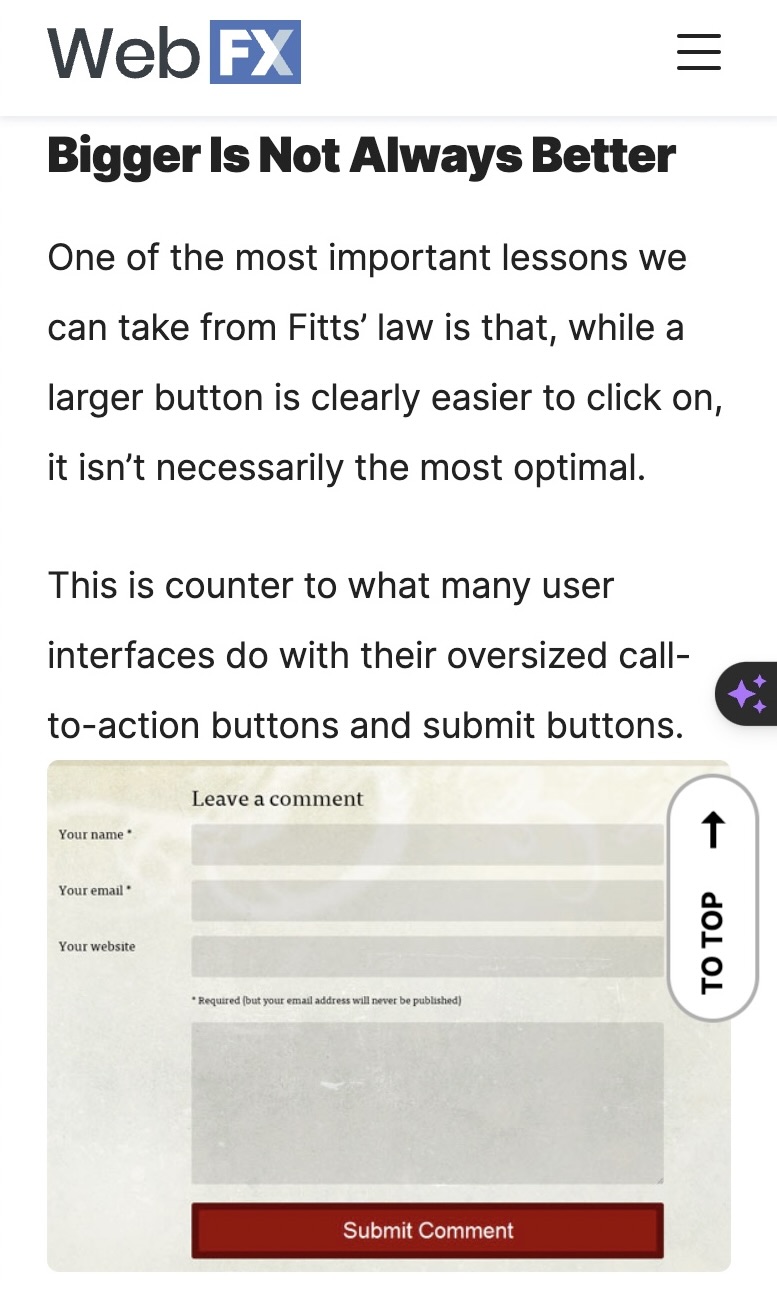 Web FX
Bigger Is Not Always Better
One of the most important lessons we
can take from Fitts’ law is that, while a
larger button is clearly easier to click on,
it isn’t necessarily the most optimal.
This is counter to what many user
interfaces do with their oversized call-
to-action buttons and submit buttons.
Leave a comment
Your name *
Your email *
Your website
* Required (but your email address will never be published)
Submit Comment
TO TOP